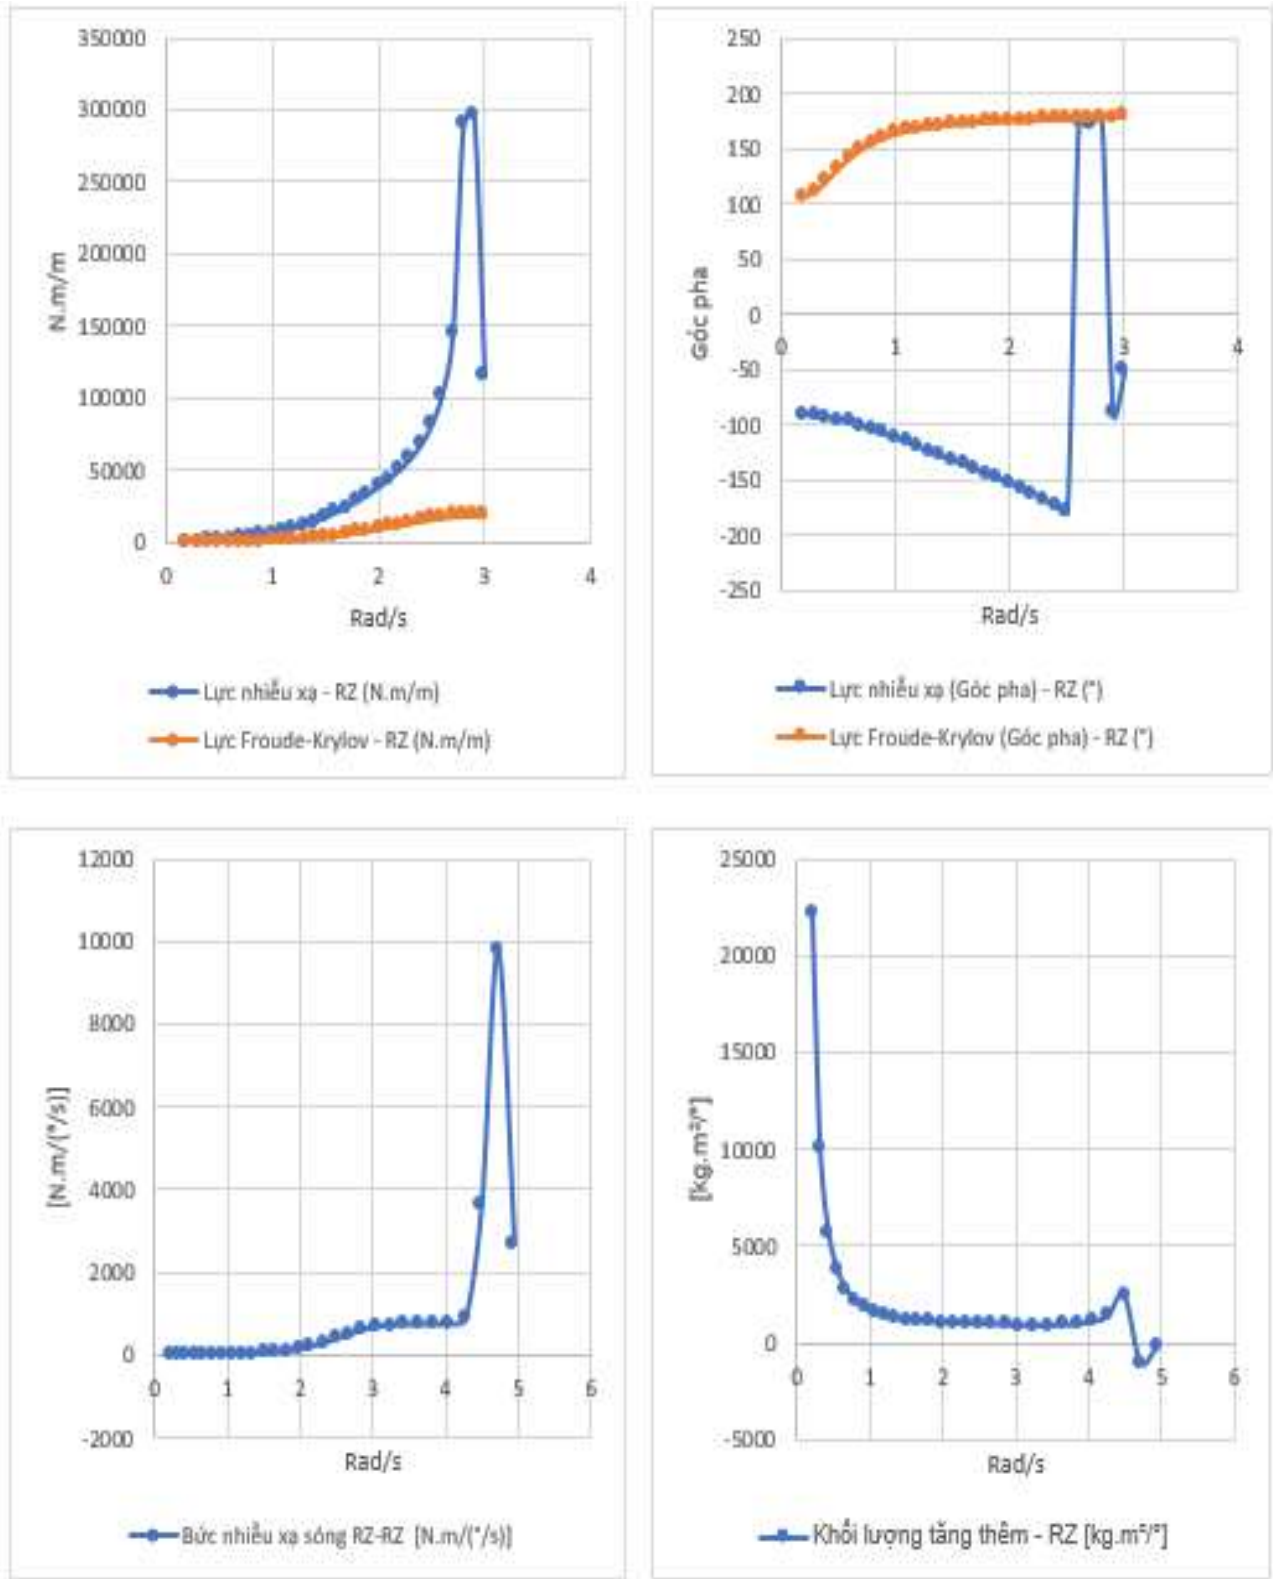 350000
300000
250000
200000
150000
100000
50000
0
N.m/m
0 1 2 3 4
Rad/s
Lực nhiễu xạ - RZ (N.m/m)
Lực Froude-Krylov - RZ (N.m/m)
250
200
150
100
50
0
-50
-100
-150
-200
-250
Góc pha
0 1 2 3 4
Rad/s
Lực nhiễu xạ (Góc pha) - RZ (°)
Lực Froude-Krylov (Góc pha) - RZ (°)
12000
10000
8000
6000
4000
2000
0
-2000
[N.m/(°/s)]
0 1 2 3 4 5 6
Rad/s
Bức nhiễu xạ sóng RZ-RZ [N.m/(°/s)]
25000
20000
15000
10000
5000
0
-5000
[kg.m²/°]
0 1 2 3 4 5 6
Rad/s
Khối lượng tăng thêm - RZ [kg.m²/°]